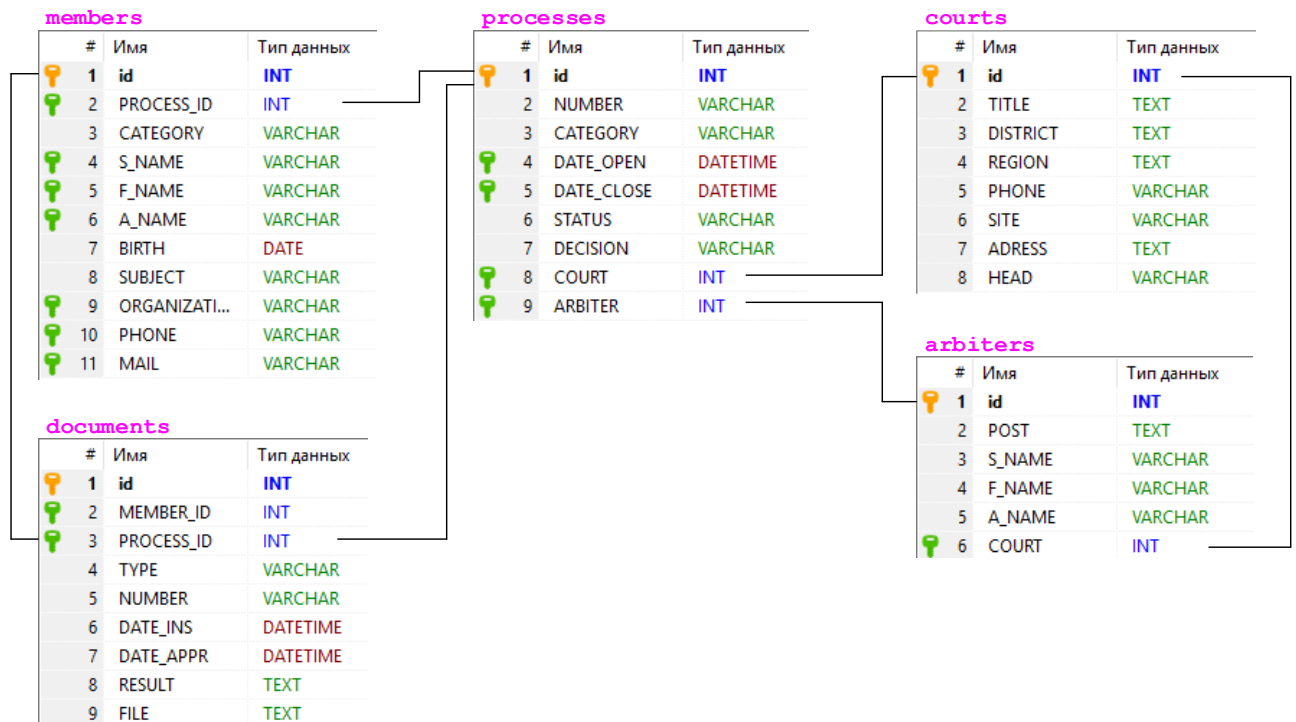 members
# Имя Тип данных
1 id INT
2 PROCESS_ID INT
3 CATEGORY VARCHAR
4 S_NAME VARCHAR
5 F_NAME VARCHAR
6 A_NAME VARCHAR
7 BIRTH DATE
8 SUBJECT VARCHAR
9 ORGANIZATI... VARCHAR
10 PHONE VARCHAR
11 MAIL VARCHAR
documents
# Имя Тип данных
1 id INT
2 MEMBER_ID INT
3 PROCESS_ID INT
4 TYPE VARCHAR
5 NUMBER VARCHAR
6 DATE_INS DATETIME
7 DATE_APPR DATETIME
8 RESULT TEXT
9 FILE TEXT
processes
# Имя Тип данных
1 id INT
2 NUMBER VARCHAR
3 CATEGORY VARCHAR
4 DATE_OPEN DATETIME
5 DATE_CLOSE DATETIME
6 STATUS VARCHAR
7 DECISION VARCHAR
8 COURT INT
9 ARBITER INT
courts
# Имя Тип данных
1 id INT
2 TITLE TEXT
3 DISTRICT TEXT
4 REGION TEXT
5 PHONE VARCHAR
6 SITE VARCHAR
7 ADRESS TEXT
8 HEAD VARCHAR
arbiters
# Имя Тип данных
1 id INT
2 POST TEXT
3 S_NAME VARCHAR
4 F_NAME VARCHAR
5 A_NAME VARCHAR
6 COURT INT